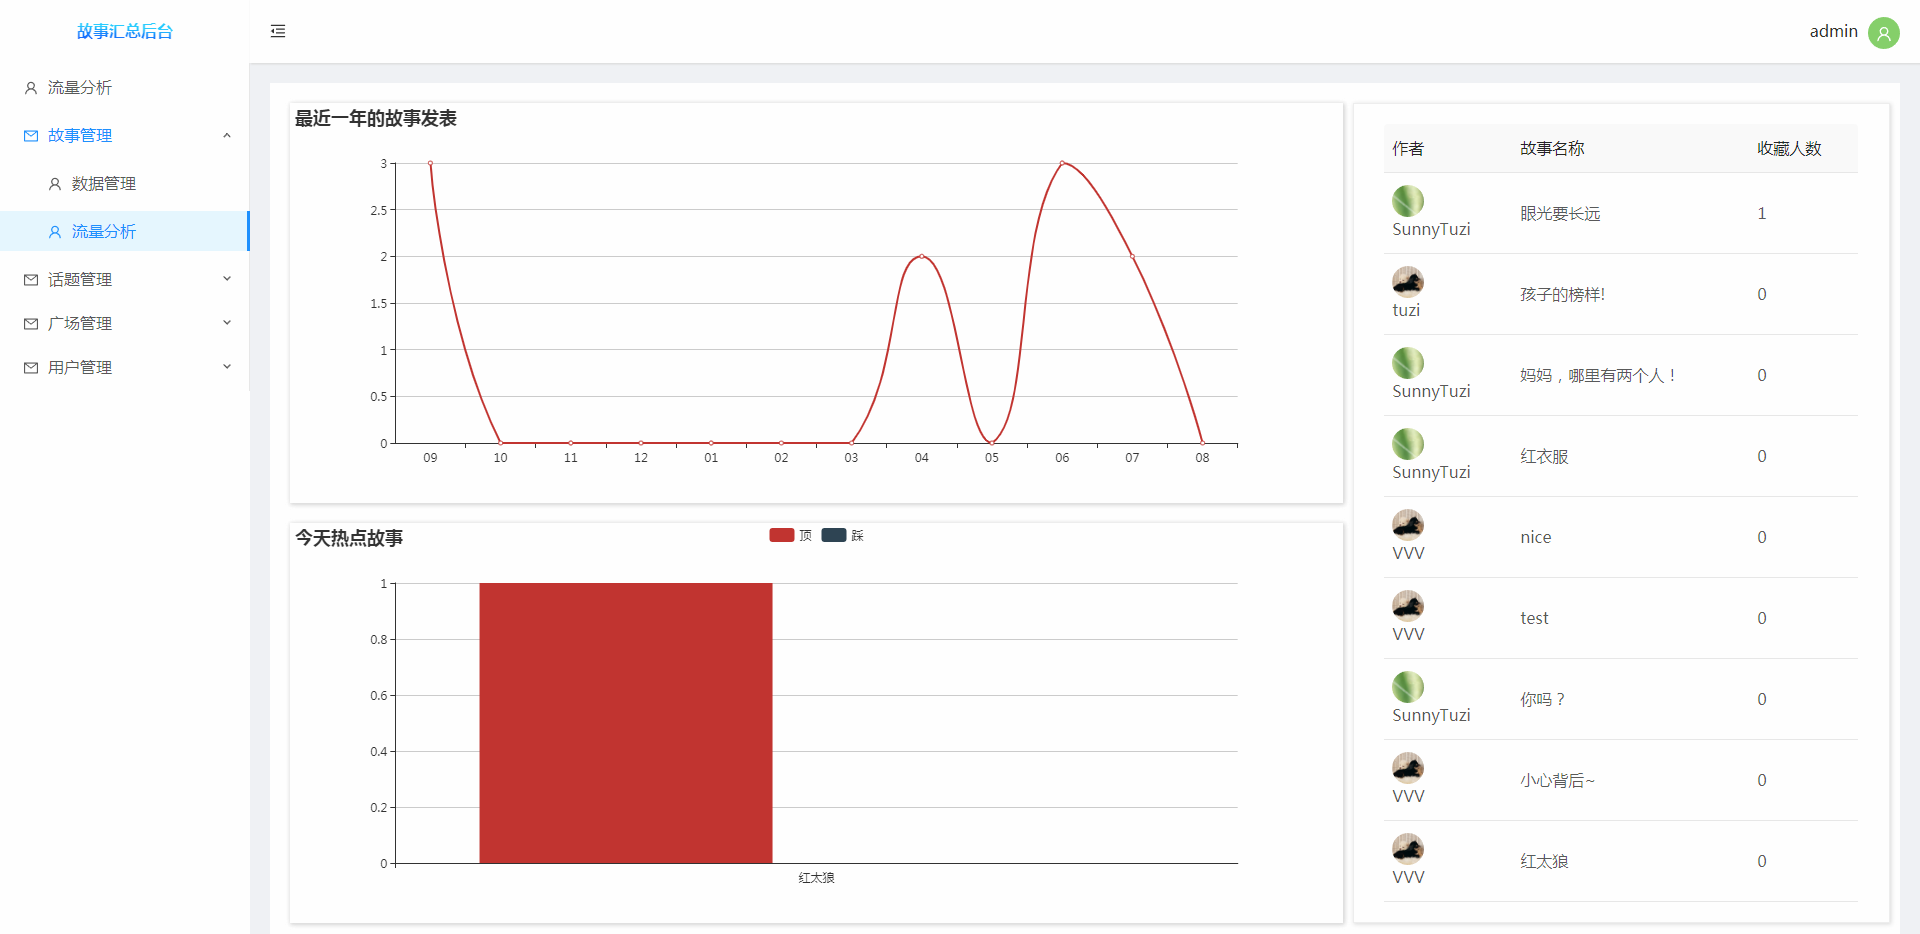 故事汇总后台
admin
流量分析
故事管理
数据管理
流量分析
话题管理
广场管理
用户管理
最近一年的故事发表
3
2.5
2
1.5
1
0.5
0
09 10 11 12 01 02 03 04 05 06 07 08
今天热点故事
顶 踩
1
0.8
0.6
0.4
0.2
0
红太狼
作者 故事名称 收藏人数
SunnyTuzi 眼光要长远 1
tuzi 孩子的榜样! 0
SunnyTuzi 妈妈，哪里有两个人！ 0
SunnyTuzi 红衣服 0
VVV nice 0
VVV test 0
SunnyTuzi 你吗？ 0
VVV 小心背后~ 0
VVV 红太狼 0